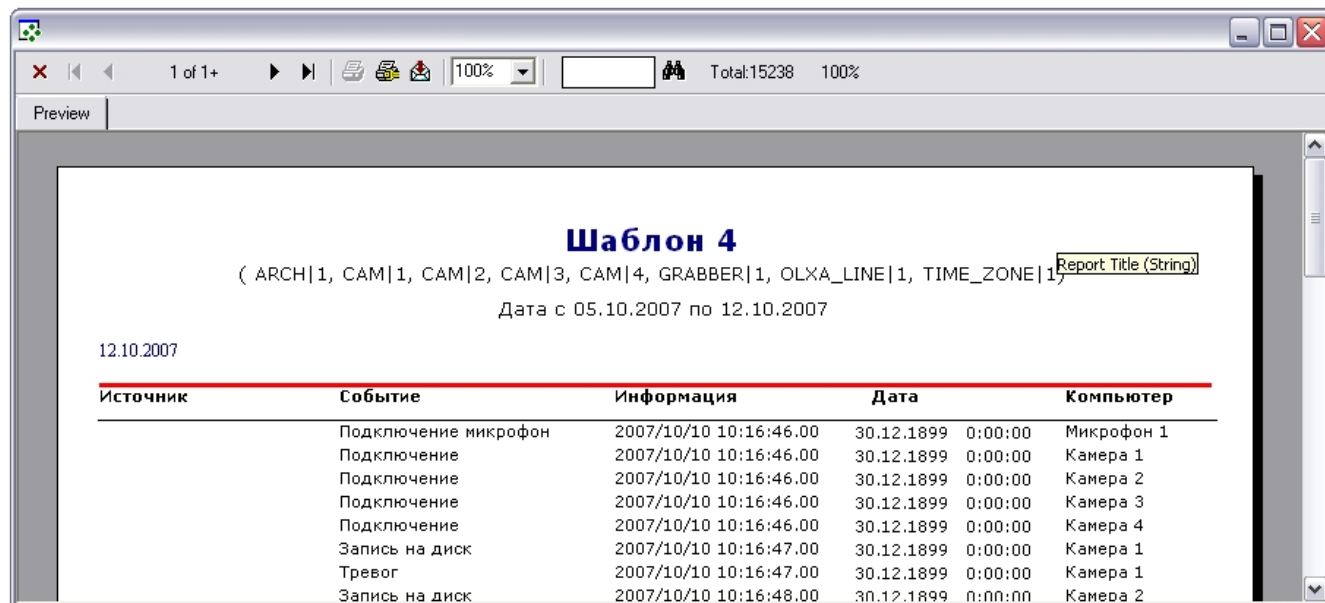 1 of 1+ 100% Total:15238 100%
Preview
Шаблон 4
( ARCH|1, CAM|1, CAM|2, CAM|3, CAM|4, GRABBER|1, OLXA_LINE|1, TIME_ZONE|1)
Report Title (String)
Дата с 05.10.2007 по 12.10.2007
12.10.2007
Источник Событие Информация Дата Компьютер
Подключение микрофон 2007/10/10 10:16:46.00 30.12.1899 0:00:00 Микрофон 1
Подключение 2007/10/10 10:16:46.00 30.12.1899 0:00:00 Камера 1
Подключение 2007/10/10 10:16:46.00 30.12.1899 0:00:00 Камера 2
Подключение 2007/10/10 10:16:46.00 30.12.1899 0:00:00 Камера 3
Подключение 2007/10/10 10:16:46.00 30.12.1899 0:00:00 Камера 4
Запись на диск 2007/10/10 10:16:47.00 30.12.1899 0:00:00 Камера 1
Тревог 2007/10/10 10:16:47.00 30.12.1899 0:00:00 Камера 1
Запись на диск 2007/10/10 10:16:48.00 30.12.1899 0:00:00 Камера 2